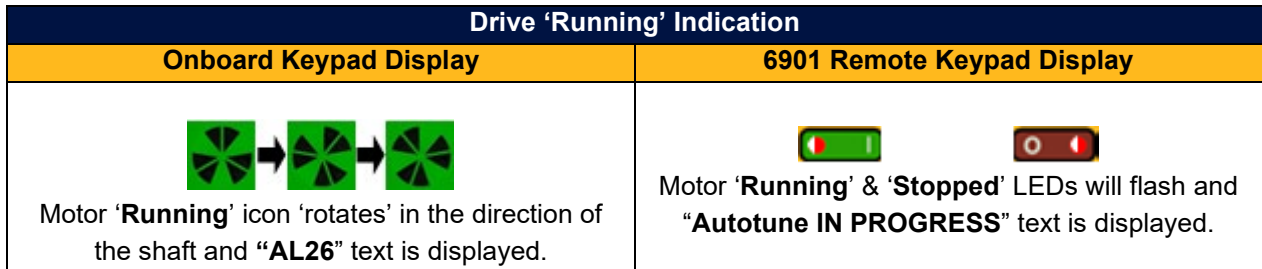 Drive ‘Running’ Indication
Onboard Keypad Display
6901 Remote Keypad Display
Motor ‘Running’ icon ‘rotates’ in the direction of
the shaft and “AL26” text is displayed.
I
O
Motor ‘Running’ & ‘Stopped’ LEDs will flash and
“Autotune IN PROGRESS” text is displayed.